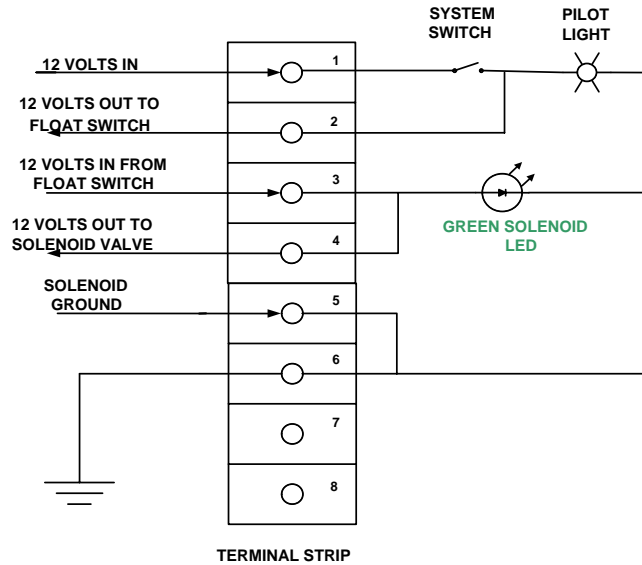 SYSTEM
SWITCH
PILOT
LIGHT
12 VOLTS IN
1
12 VOLTS OUT TO
FLOAT SWITCH
2
12 VOLTS IN FROM
FLOAT SWITCH
3
12 VOLTS OUT TO
SOLENOID VALVE
4
GREEN SOLENOID
LED
SOLENOID
GROUND
5
6
7
8
TERMINAL STRIP